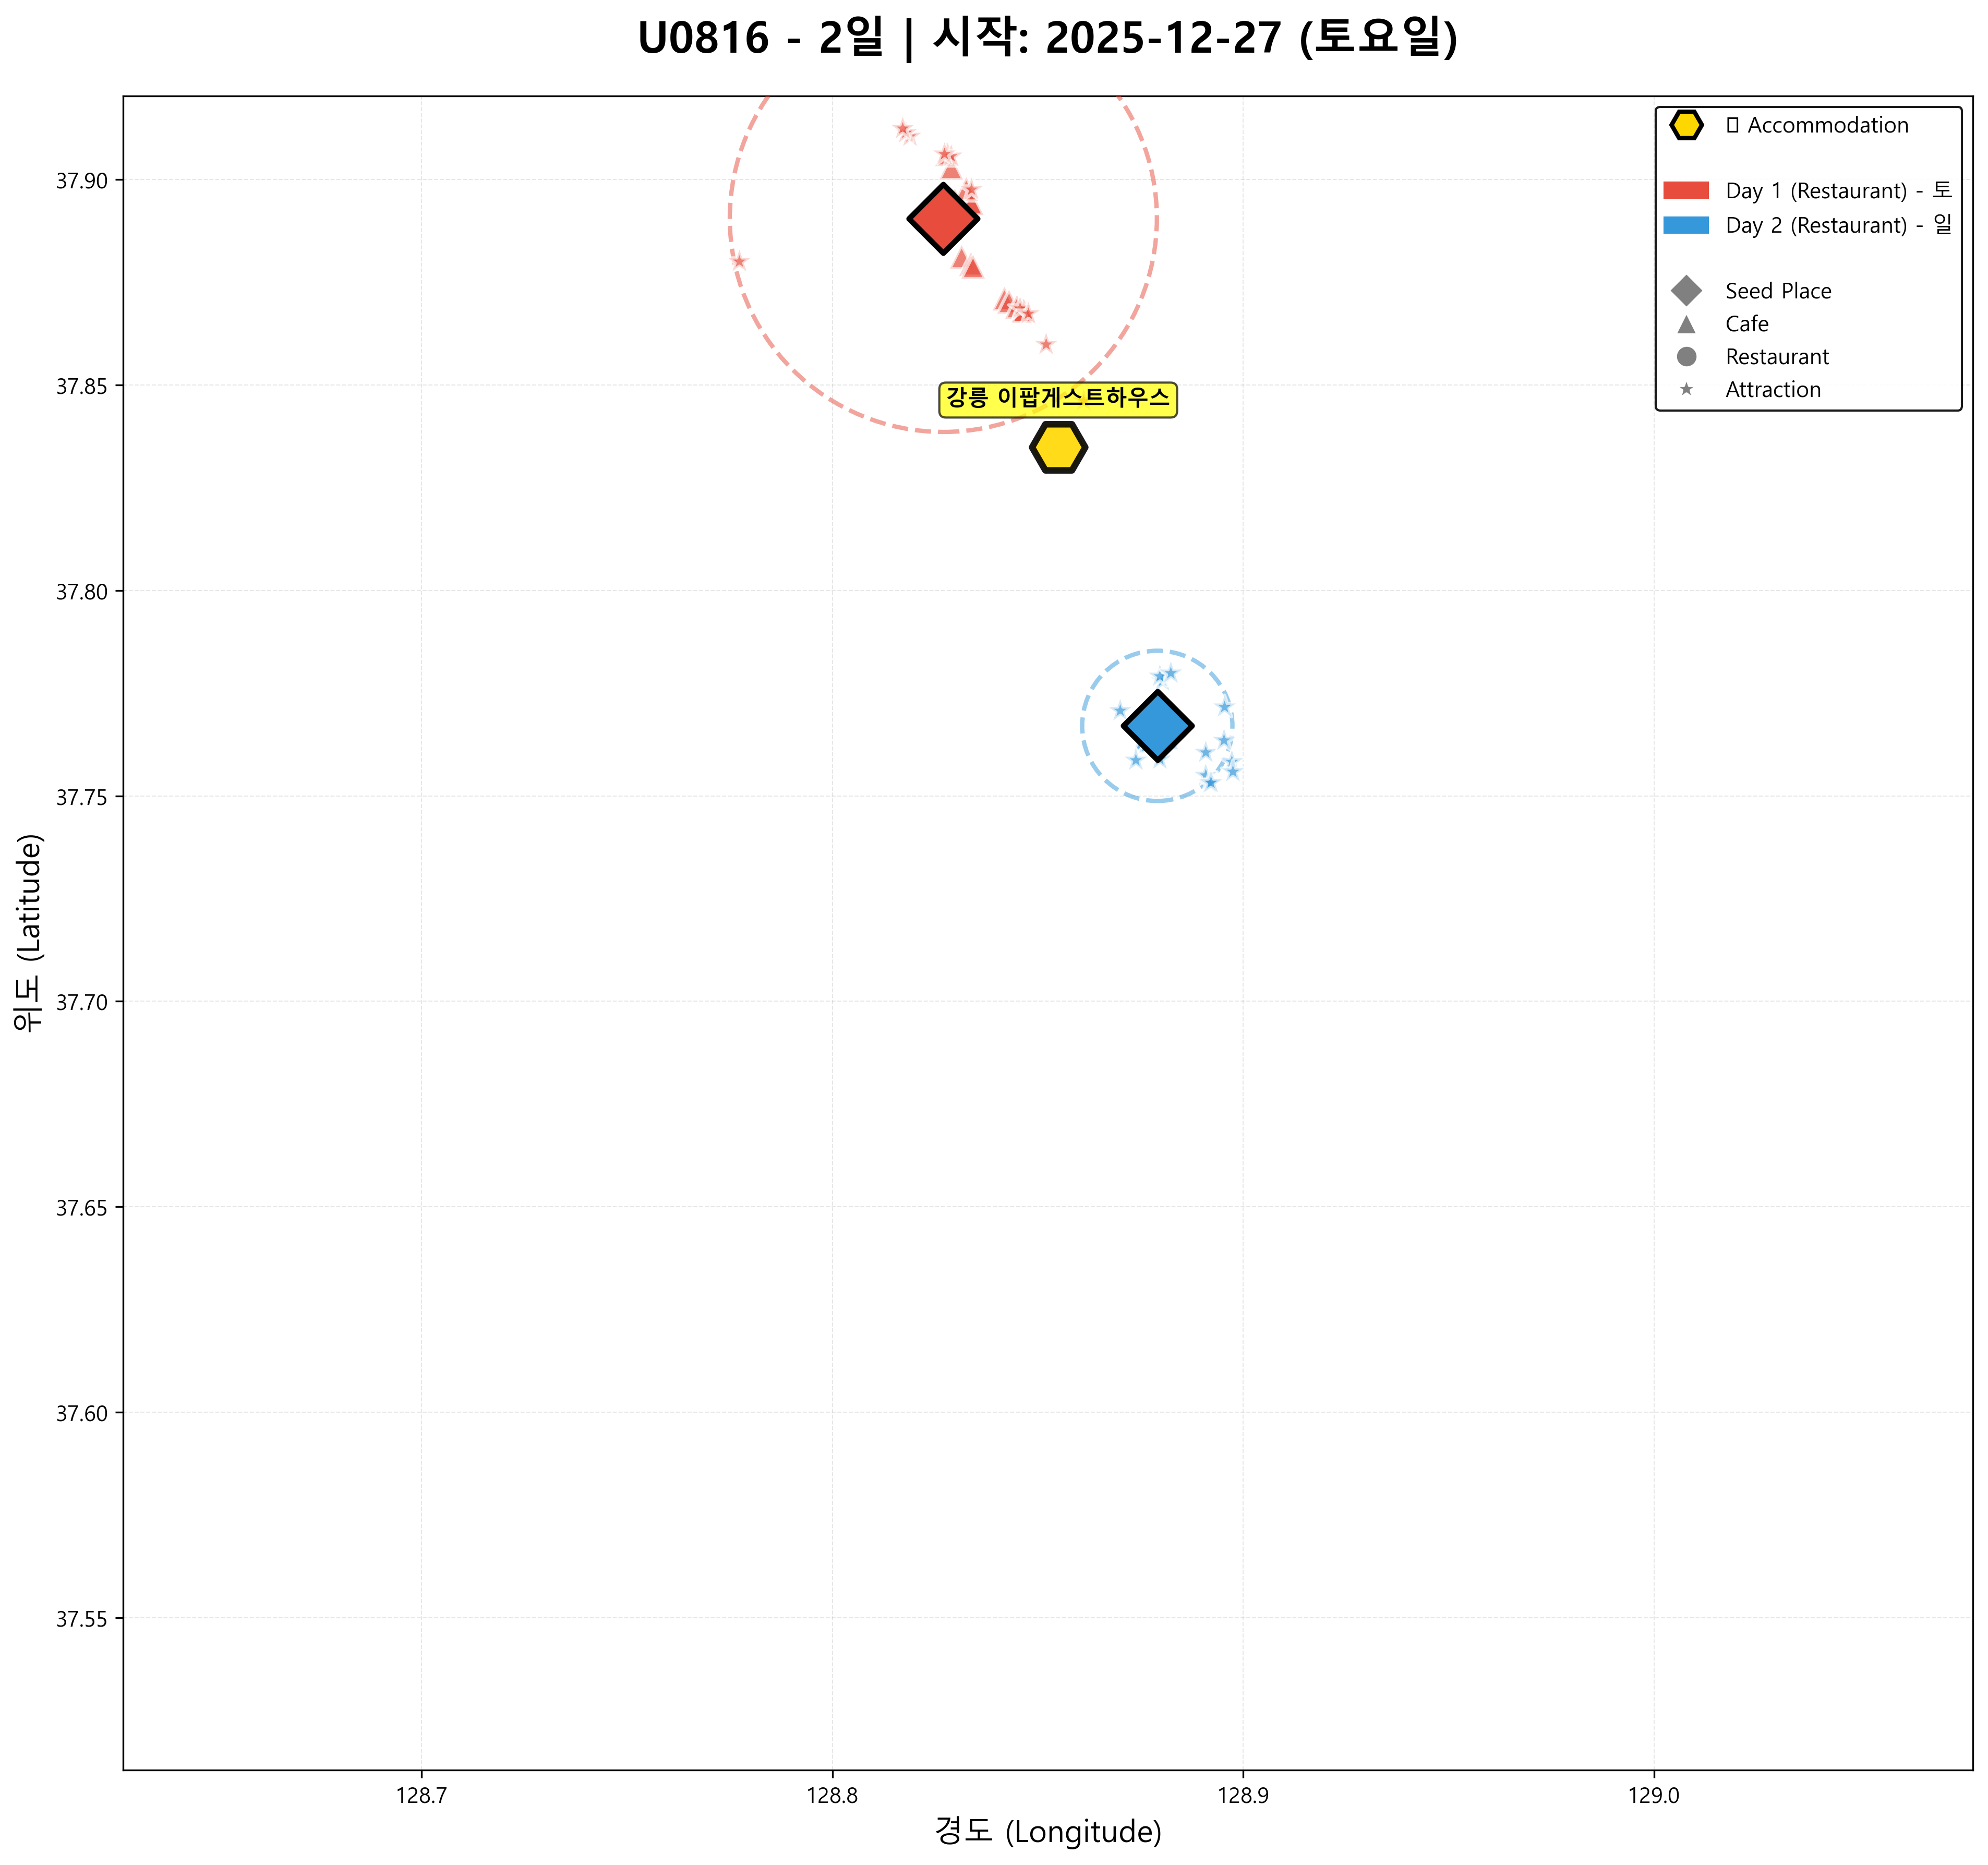 U0816 - 2일 | 시작: 2025-12-27 (토요일)
Accommodation
Day 1 (Restaurant) - 토
Day 2 (Restaurant) - 일
Seed Place
Cafe
Restaurant
Attraction
강릉 이팝게스트하우스
위도 (Latitude)
37.90
37.85
37.80
37.75
37.70
37.65
37.60
37.55
128.7
128.8
128.9
129.0
경도 (Longitude)